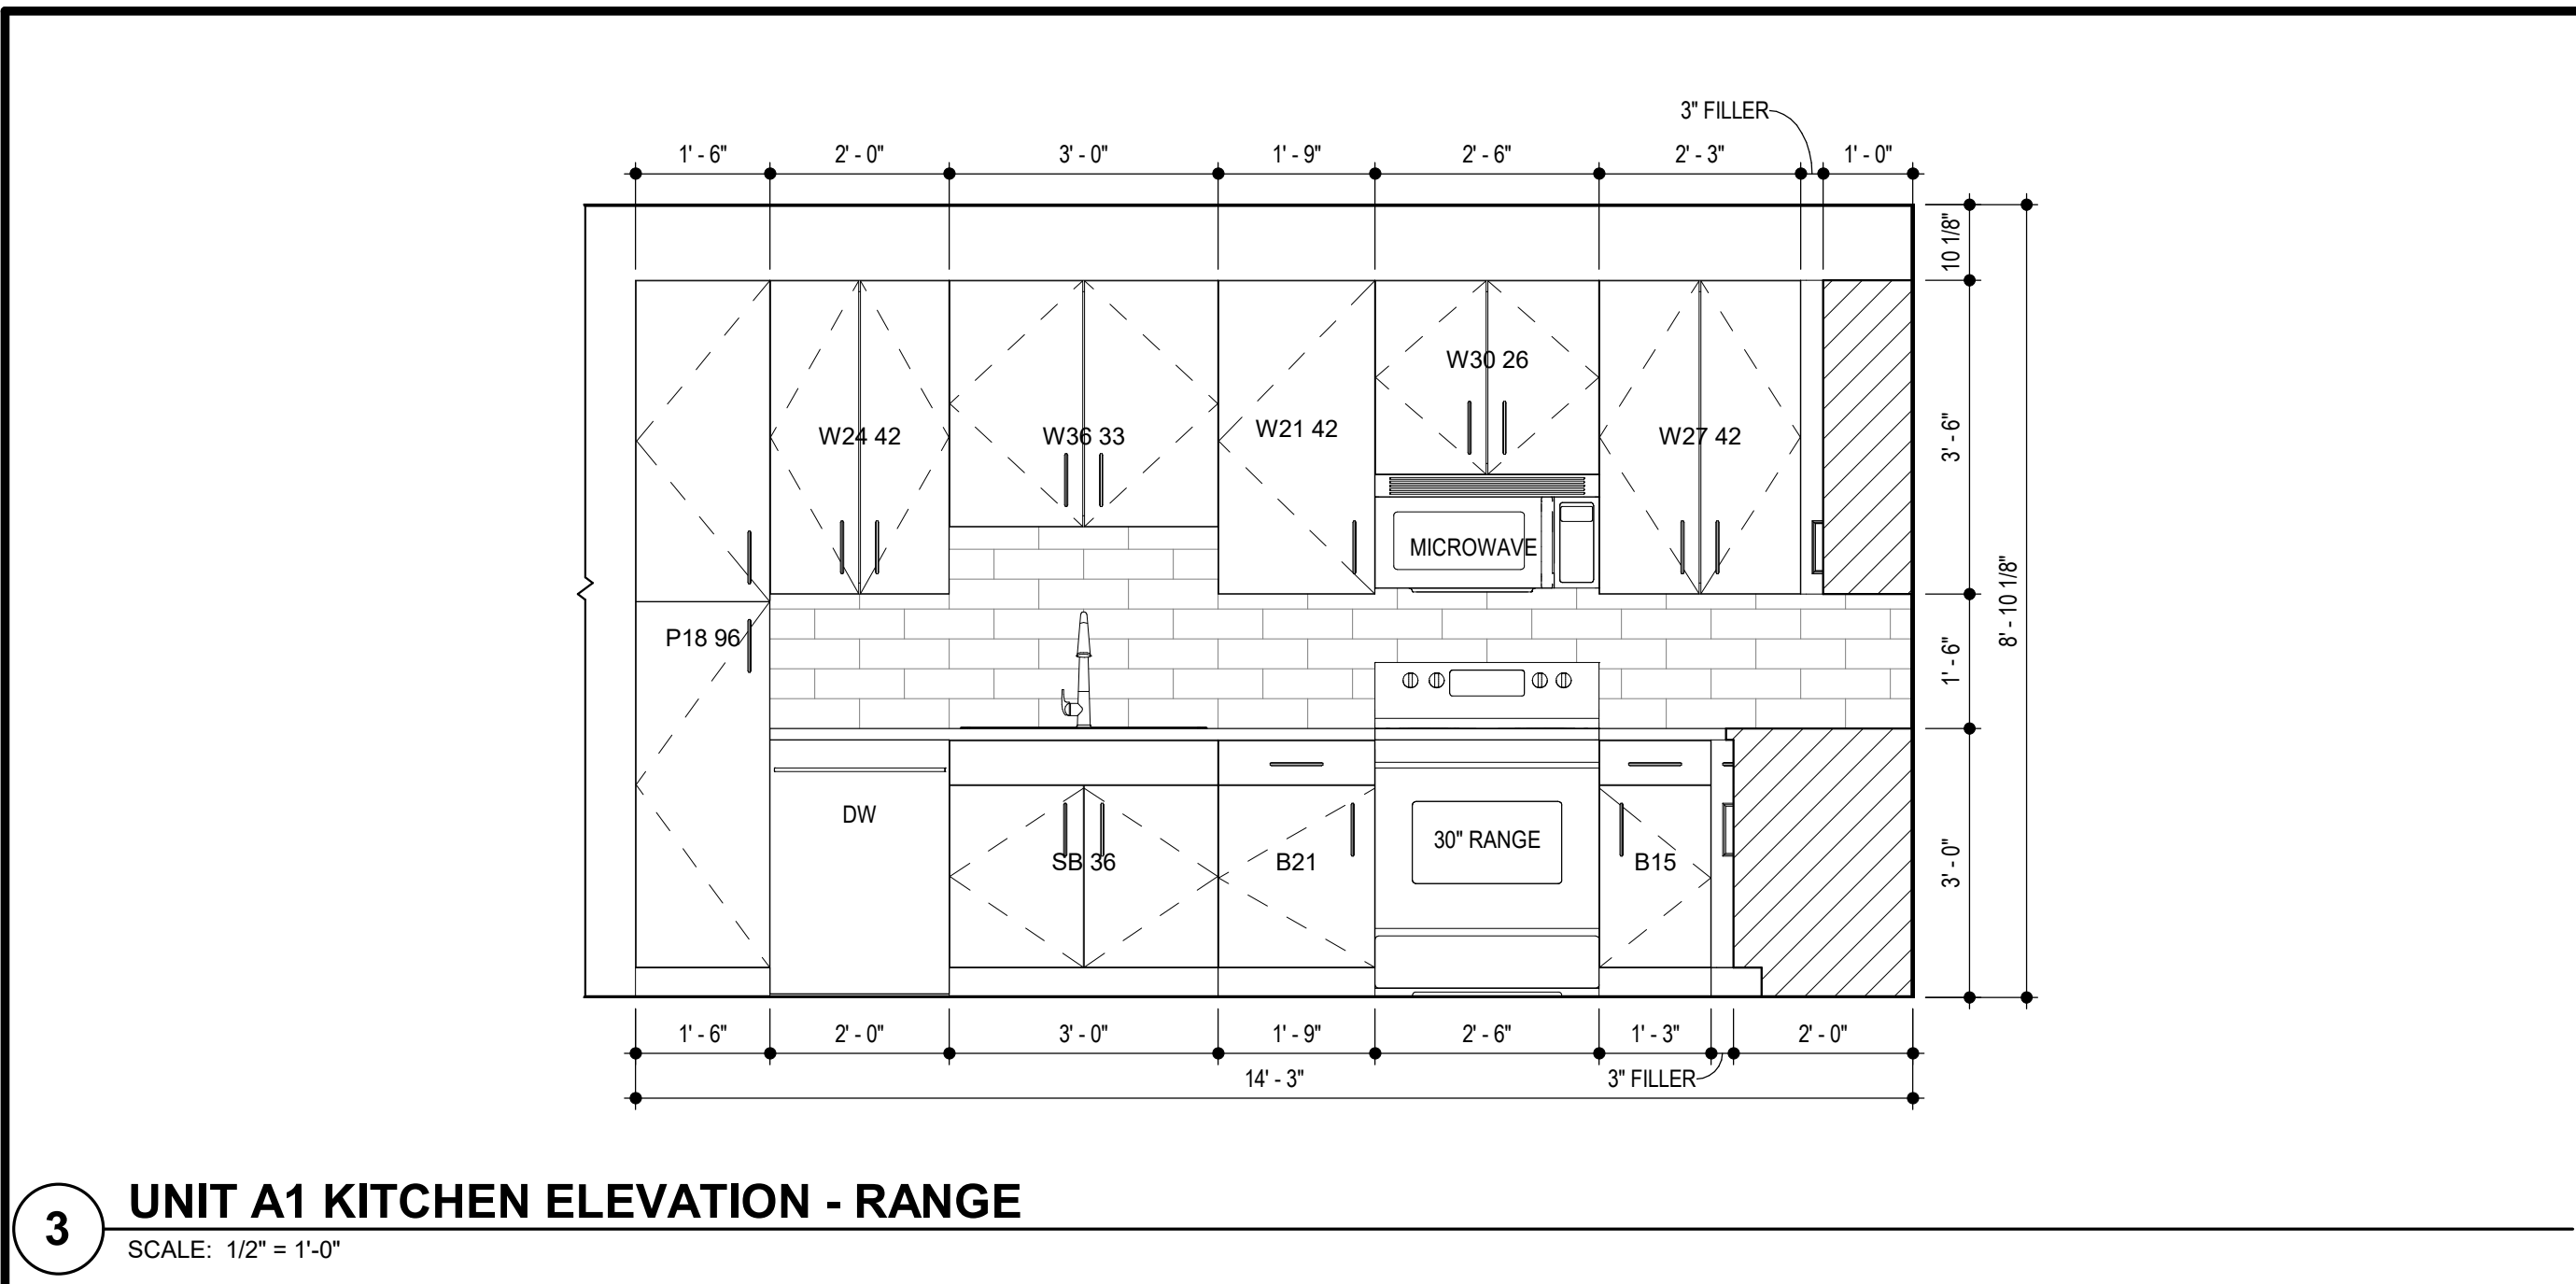 3" FILLER
1' - 6" 2' - 0" 3' - 0" 1' - 9" 2' - 6" 2' - 3" 1' - 0"
10 1/8"
3' - 6"
1' - 6"
3' - 0"
8' - 10 1/8"
W24 42
W36 33
W21 42
W30 26
W27 42
MICROWAVE
P18 96
DW
SB 36
B21
30" RANGE
B15
1' - 6" 2' - 0" 3' - 0" 1' - 9" 2' - 6" 1' - 3" 2' - 0"
14' - 3"
3" FILLER
3
UNIT A1 KITCHEN ELEVATION - RANGE
SCALE: 1/2" = 1'-0"